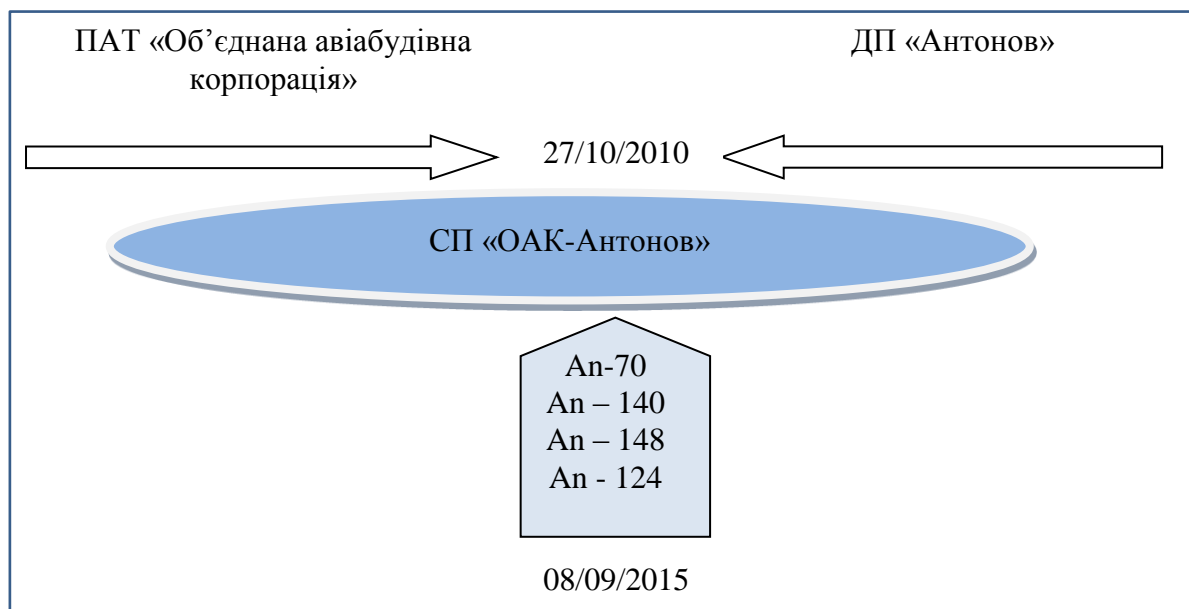 ПАТ «Об’єднана авіабудівна
корпорація»
ДП «Антонов»
27/10/2010
СП «ОАК-Антонов»
An-70
An – 140
An – 148
An - 124
08/09/2015